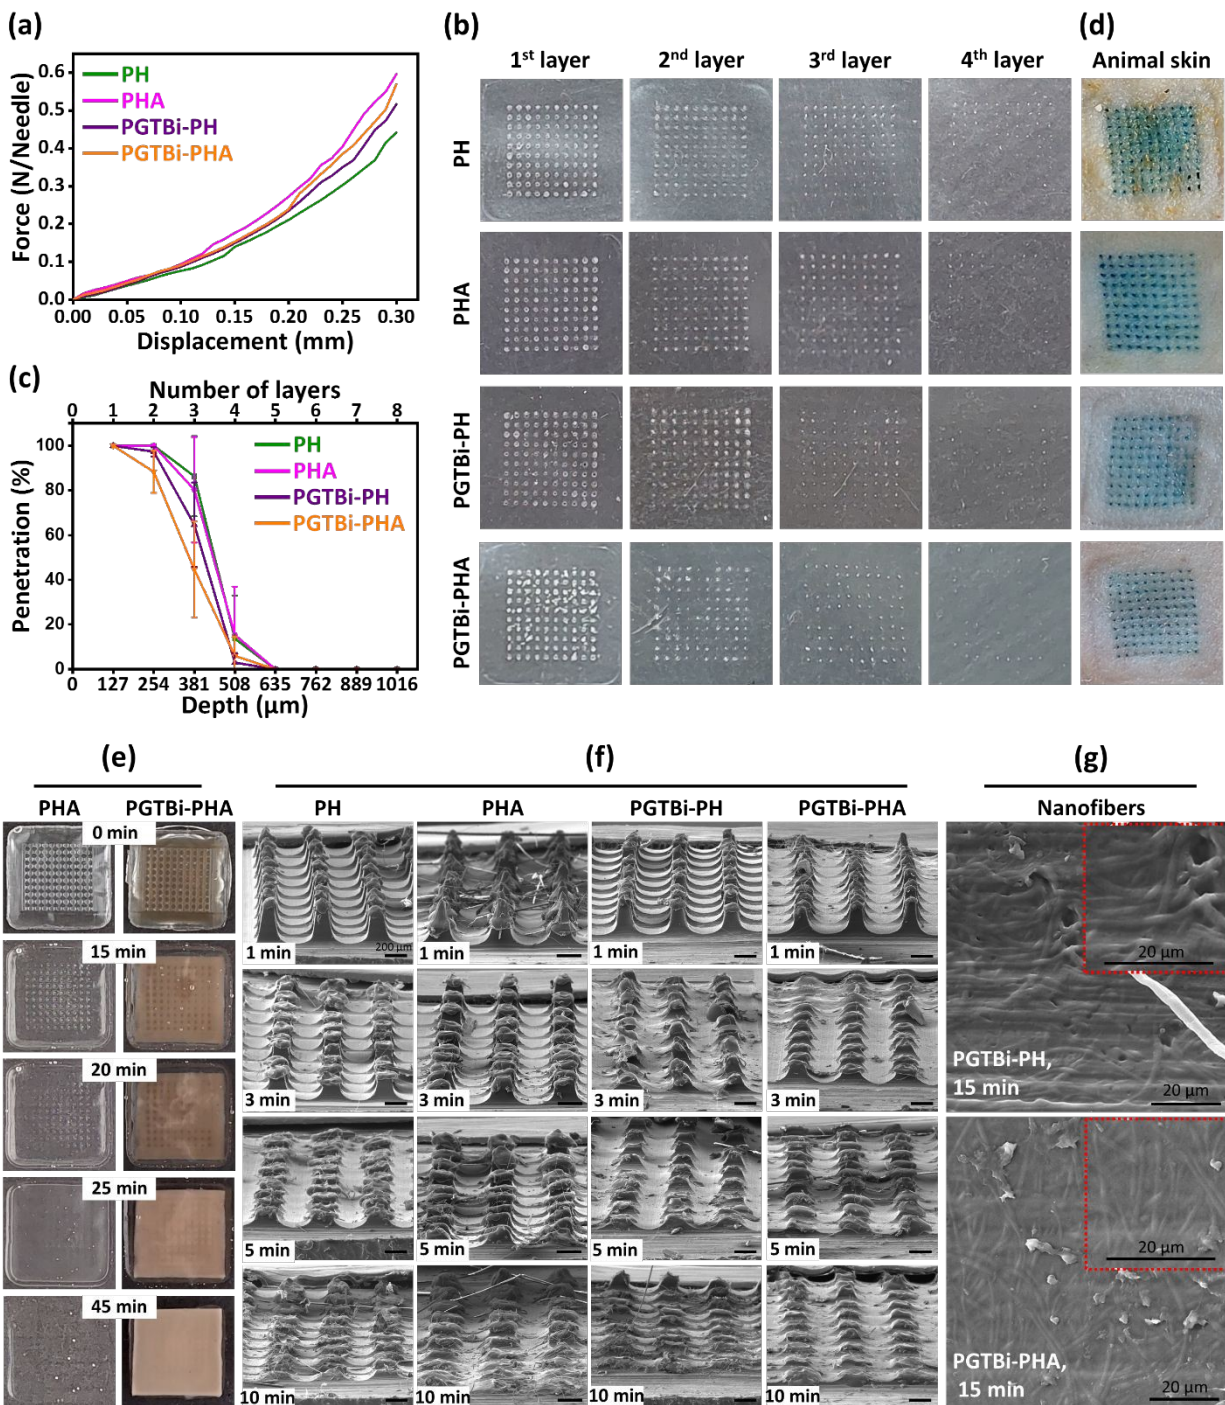 (a)
0.6
0.5
0.4
0.3
0.2
0.1
0.0
Force (N/Needle)
PH
PHA
PGTBi-PH
PGTBi-PHA
0.00 0.05 0.10 0.15 0.20 0.25 0.30
Displacement (mm)
(b)
1st layer 2nd layer 3rd layer 4th layer
PH
PHA
PGTBi-PH
PGTBi-PHA
(d)
Animal skin
(c)
Number of layers
0 1 2 3 4 5 6 7 8
100
80
60
40
20
0
Penetration (%)
PH
PHA
PGTBi-PH
PGTBi-PHA
0 127 254 381 508 635 762 889 1016
Depth (µm)
(e)
PHA PGTBi-PHA
0 min
15 min
20 min
25 min
45 min
(f)
PH PHA PGTBi-PH PGTBi-PHA
200 µm
1 min 1 min 1 min 1 min
3 min 3 min 3 min 3 min
5 min 5 min 5 min 5 min
10 min 10 min 10 min 10 min
(g)
Nanofibers
20 µm
PGTBi-PH,
15 min
20 µm
20 µm
PGTBi-PHA,
15 min
20 µm